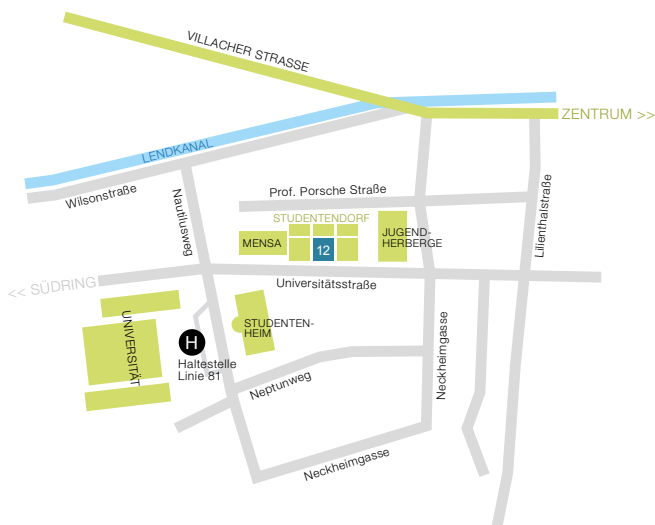 VILLACHER STRASSE
ZENTRUM >>
LENDKANAL
Wilsonstraße
Nautilusweg
Prof. Porsche Straße
Lilienthalstraße
STUDENTENDORF
MENSA
12
JUGEND-
HERBERGE
<< SÜDRING
Universitätsstraße
UNIVERSITÄT
STUDENTEN-
HEIM
H
Haltestelle
Linie 81
Neptunweg
Neckheimgasse
Neckheimgasse